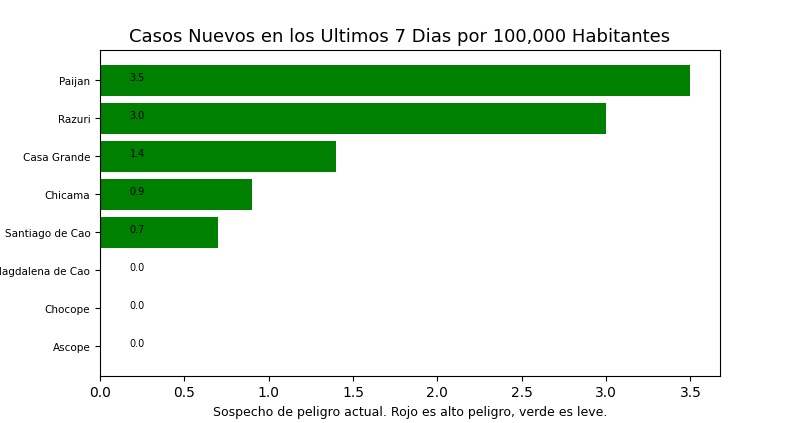 Casos Nuevos en los Ultimos 7 Dias por 100,000 Habitantes
Paijan 3.5
Razuri 3.0
Casa Grande 1.4
Chicama 0.9
Santiago de Cao 0.7
agdalena de Cao 0.0
Chocope 0.0
Ascope 0.0
0.0 0.5 1.0 1.5 2.0 2.5 3.0 3.5
Sospecho de peligro actual. Rojo es alto peligro, verde es leve.